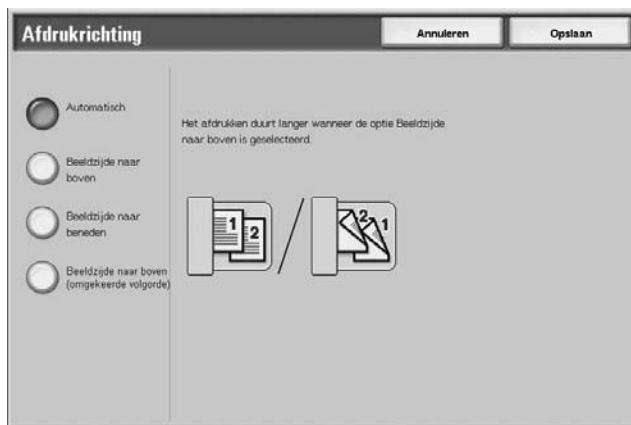 Afdrukrichting
Annuleren
Opslaan
Automatisch
Beeldzijde naar
boven
Beeldzijde naar
beneden
Beeldzijde naar boven
(omgekeerde volgorde)
Het afdrukken duurt langer wanneer de optie Beeldzijde
naar boven is geselecteerd.
1
2
2
1